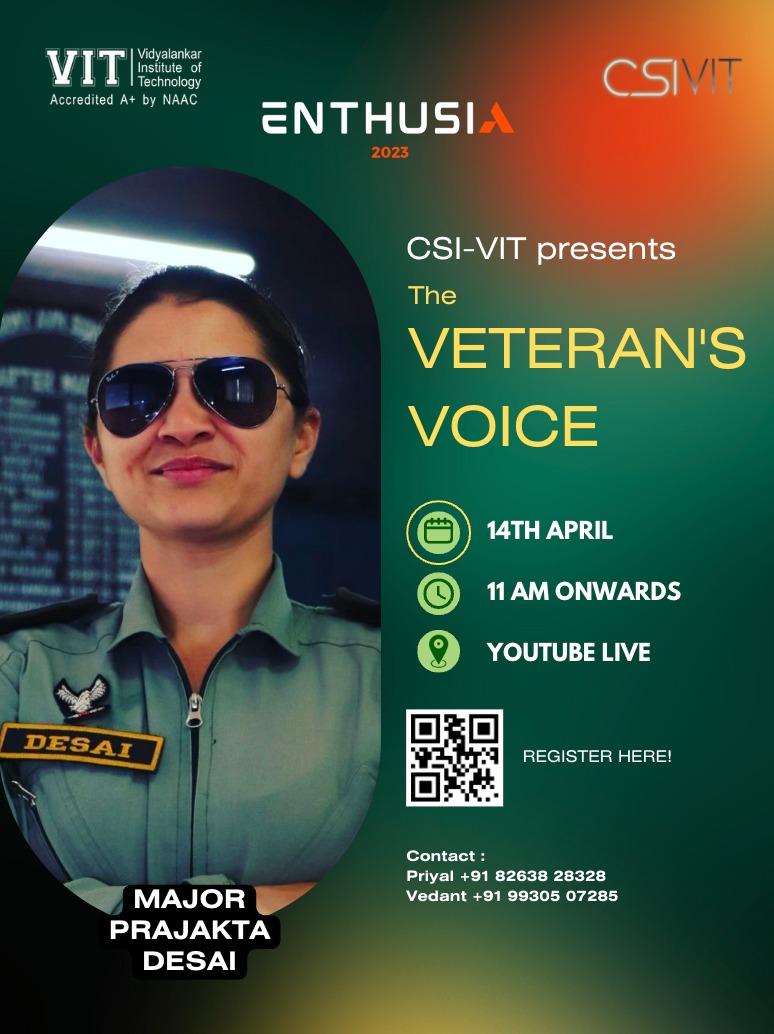 VIT
Vidyalankar
Institute of
Technology
Accredited A+ by NAAC
CSIVIT
ENTHUSIA
2023
CSI-VIT presents
The
VETERAN'S
VOICE
14TH APRIL
11 AM ONWARDS
YOUTUBE LIVE
REGISTER HERE!
Contact :
Priyal +91 82638 28328
Vedant +91 99305 07285
DESAI
MAJOR
PRAJAKTA
DESAI